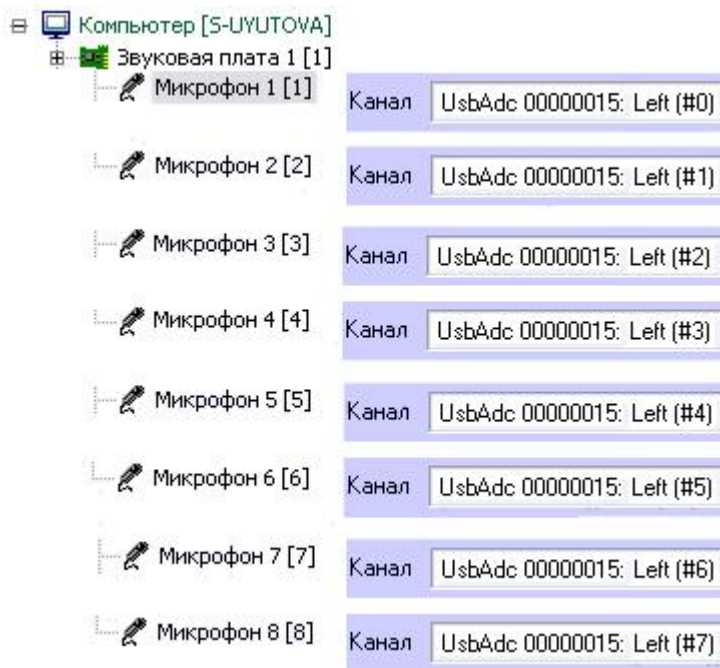 Компьютер [S-UYUTOVA]
Звуковая плата 1 [1]
Микрофон 1 [1] Канал UsbAdc 00000015: Left (#0)
Микрофон 2 [2] Канал UsbAdc 00000015: Left (#1)
Микрофон 3 [3] Канал UsbAdc 00000015: Left (#2)
Микрофон 4 [4] Канал UsbAdc 00000015: Left (#3)
Микрофон 5 [5] Канал UsbAdc 00000015: Left (#4)
Микрофон 6 [6] Канал UsbAdc 00000015: Left (#5)
Микрофон 7 [7] Канал UsbAdc 00000015: Left (#6)
Микрофон 8 [8] Канал UsbAdc 00000015: Left (#7)